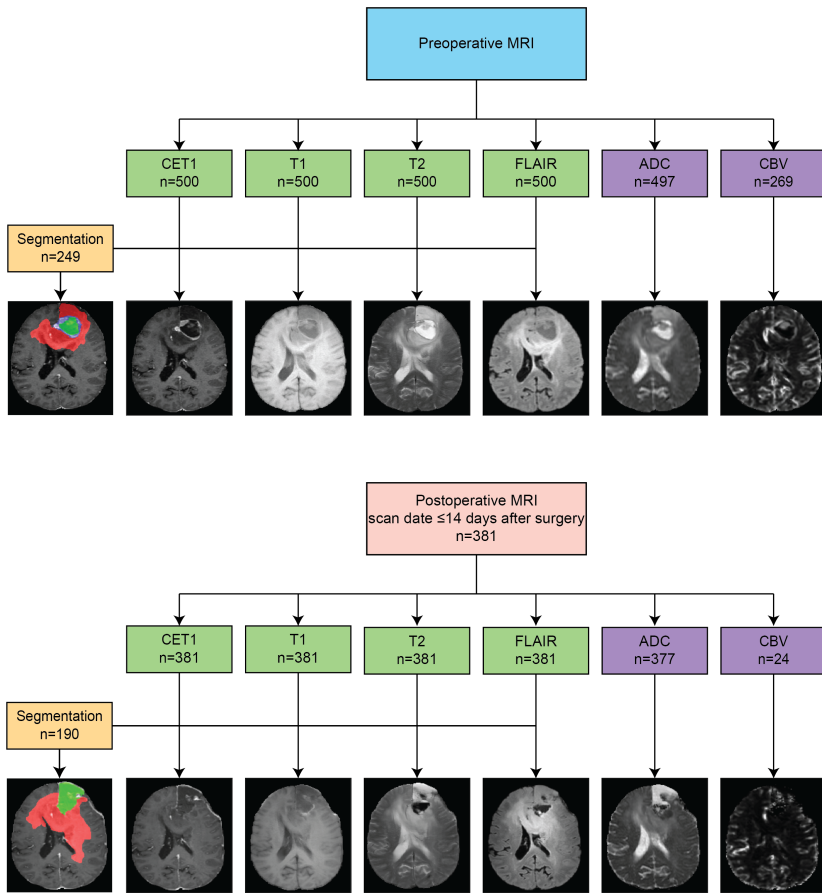 Preoperative MRI
CET1
n=500
T1
n=500
T2
n=500
FLAIR
n=500
ADC
n=497
CBV
n=269
Segmentation
n=249
Postoperative MRI
scan date ≤14 days after surgery
n=381
CET1
n=381
T1
n=381
T2
n=381
FLAIR
n=381
ADC
n=377
CBV
n=24
Segmentation
n=190